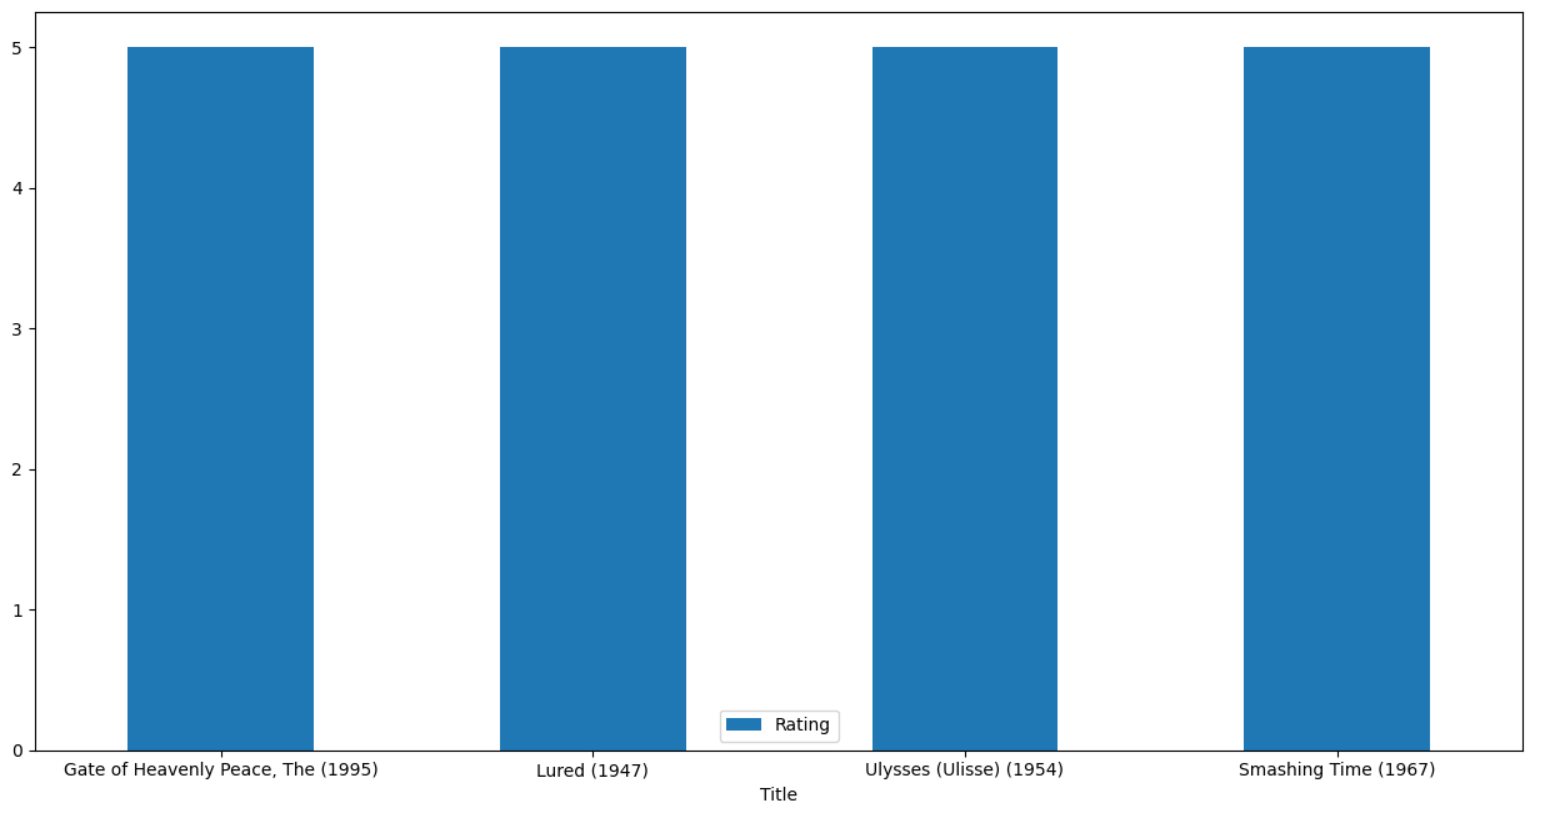 5
4
3
2
1
0
Rating
Gate of Heavenly Peace, The (1995) Lured (1947) Ulysses (Ulisse) (1954) Smashing Time (1967)
Title